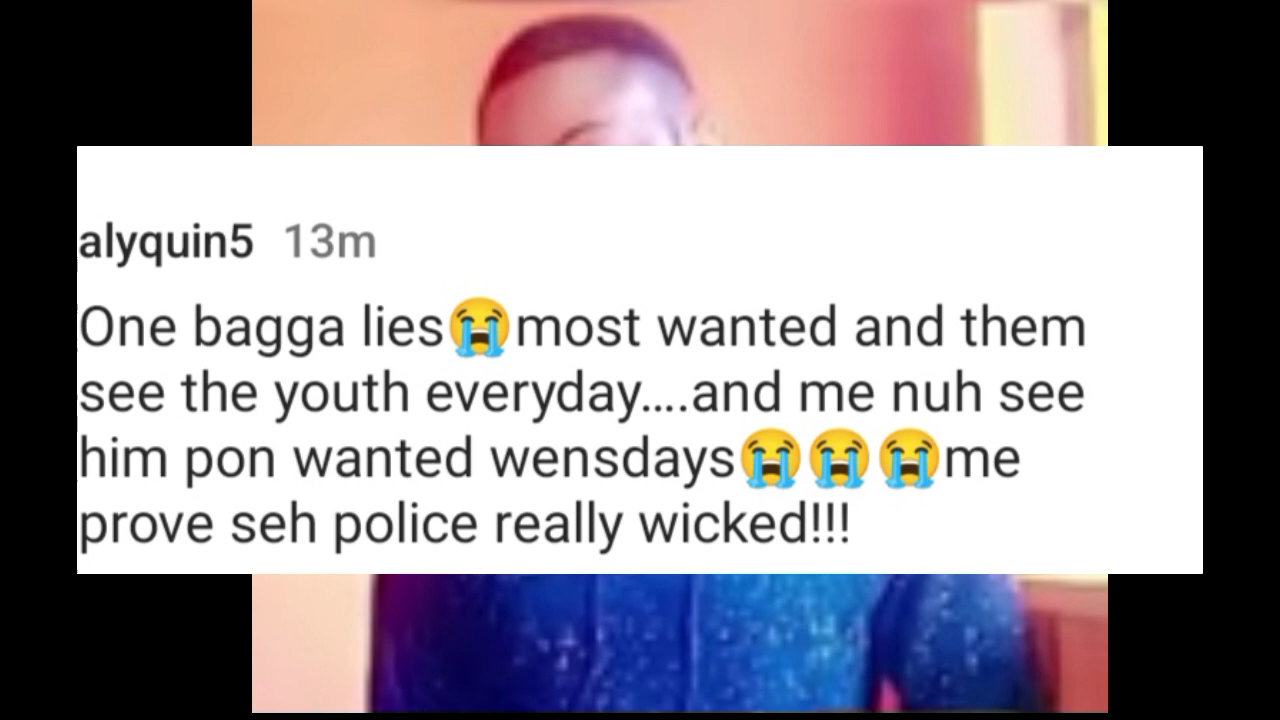 alyquin5 13m
One bagga lies😭most wanted and them
see the youth everyday....and me nuh see
him pon wanted wensdays😭😭😭me
prove seh police really wicked!!!